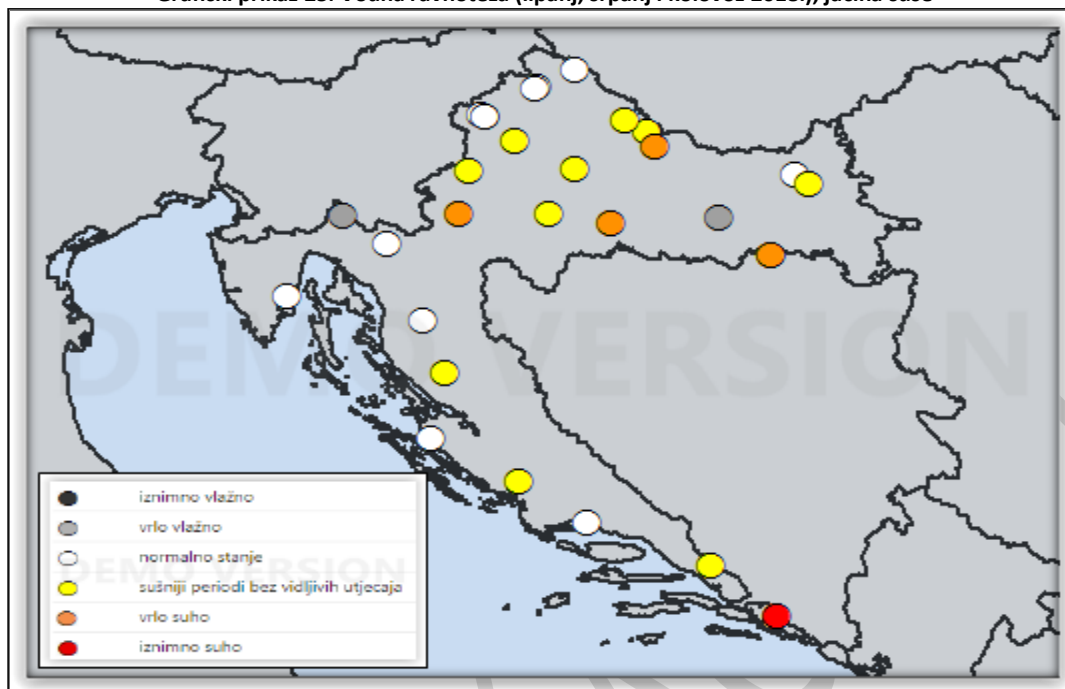 DEMO VERSION
iznimno vlažno
vrlo vlažno
normalno stanje
DEMO VERSION
sušniji periodi bez vidljivih utjecaja
vrlo suho
iznimno suho